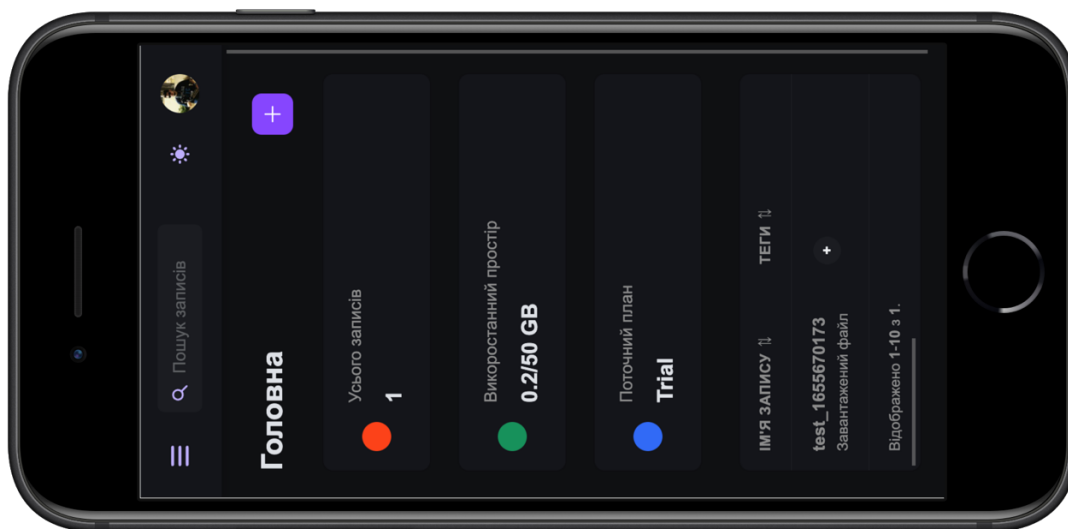 Пошук записів
Головна
Усього записів
1
Викоростанний простір
0.2/50 GB
Поточний план
Trial
ІМ'Я ЗАПИСУ ⇅ ТЕГИ ⇅
test_1655670173 +
Завантажений файл
Відображено 1-10 з 1.